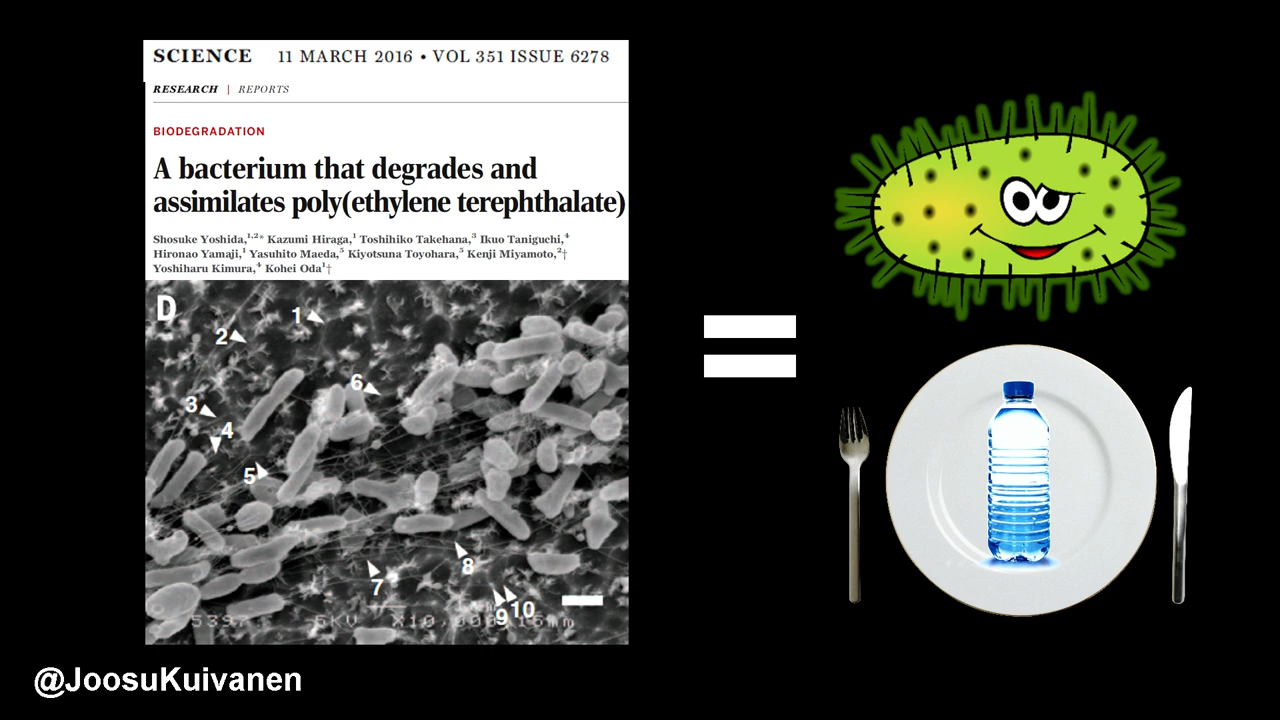 SCIENCE 11 MARCH 2016 • VOL 351 ISSUE 6278
RESEARCH | REPORTS
BIODEGRADATION
A bacterium that degrades and
assimilates poly(ethylene terephthalate)
Shosuke Yoshida,1,2* Kazumi Hiraga,1 Toshihiko Takehana,3 Ikuo Taniguchi,4
Hironao Yamaji,1 Yasuhito Maeda,5 Kiyotsuna Toyohara,5 Kenji Miyamoto,2†
Yoshiharu Kimura,4 Kohei Oda1†
D
1
2
6
3
4
5
8
7
9 10
5KV X10,000
@JoosuKuivanen